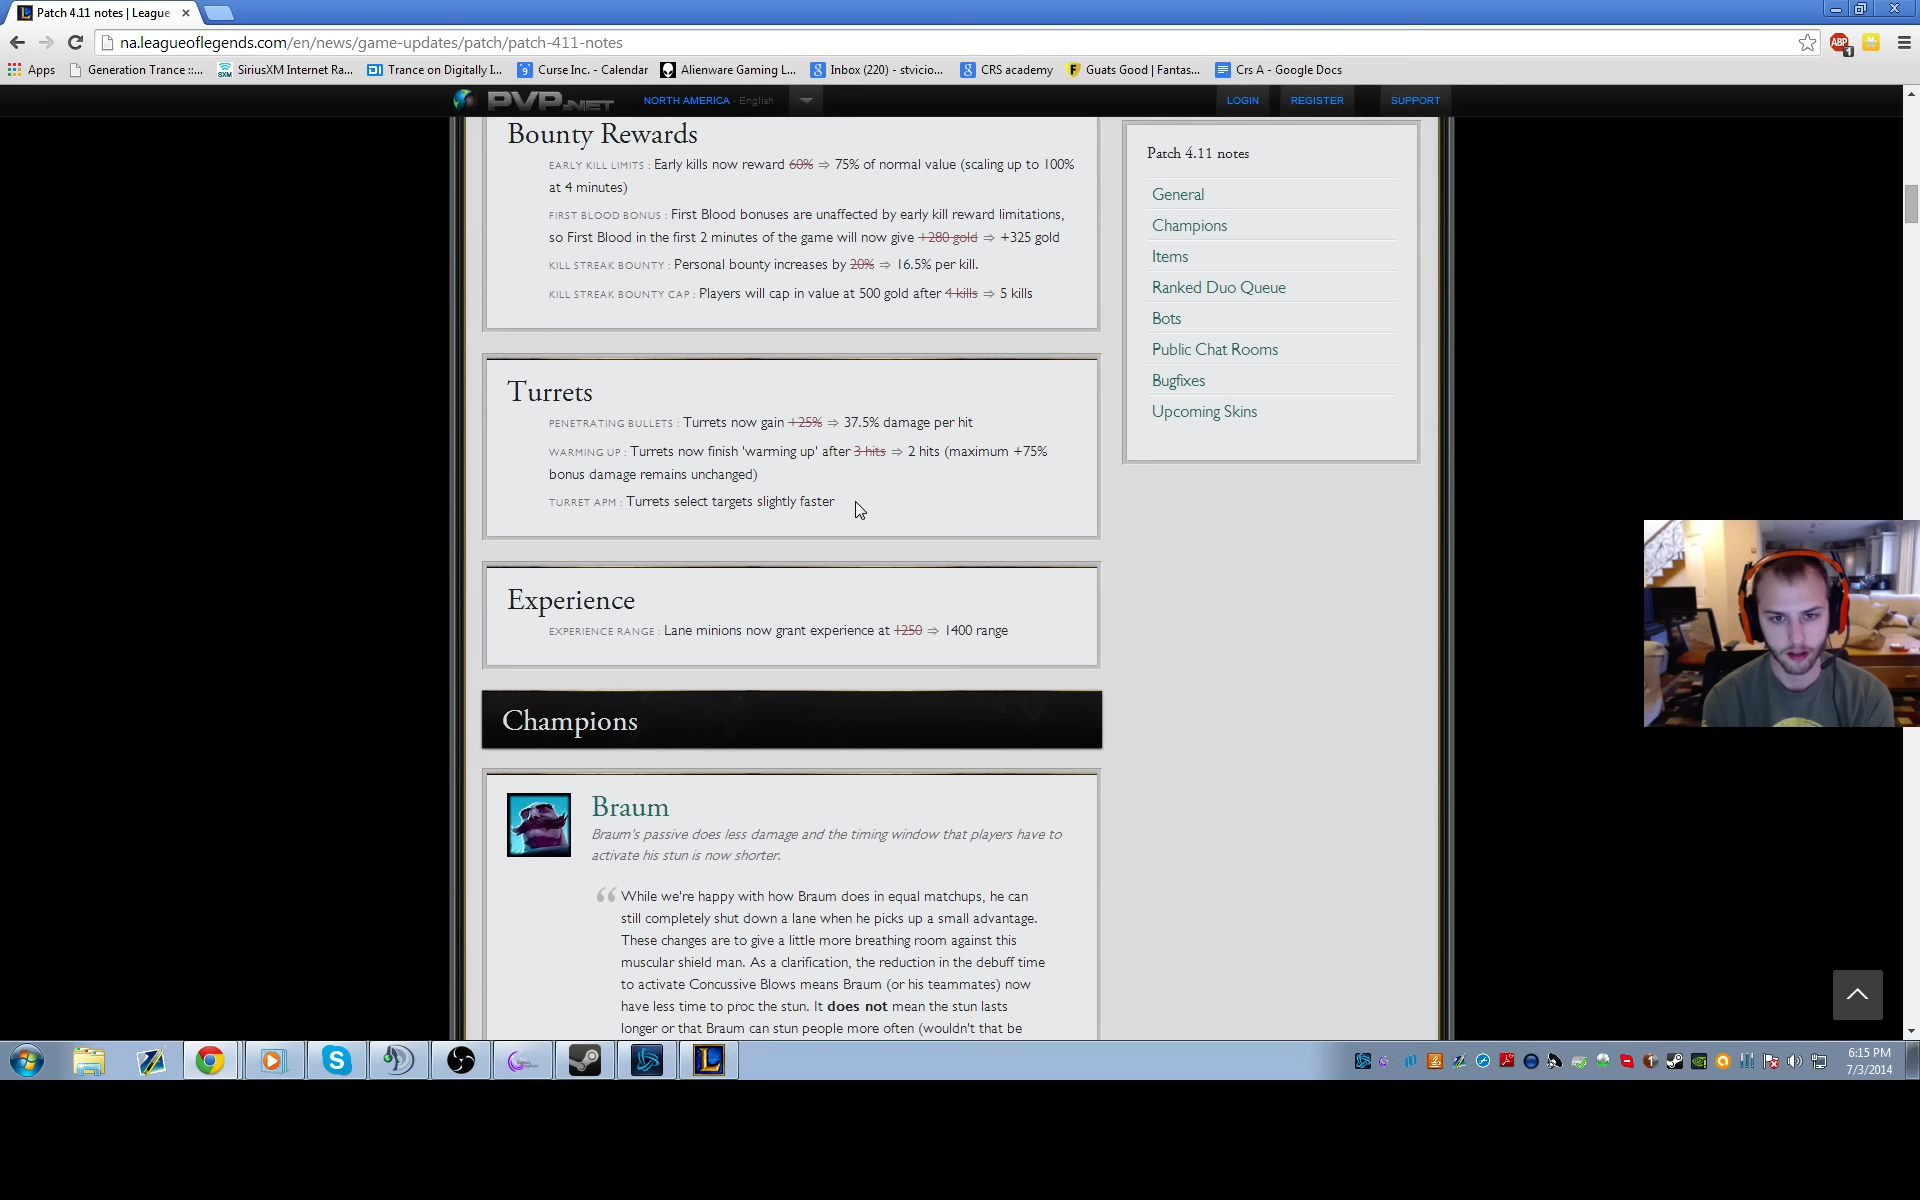 Patch 4.11 notes | League
na.leagueoflegends.com/en/news/game-updates/patch/patch-411-notes
ABP
1
Apps
Generation Trance ::...
SiriusXM Internet Ra...
Trance on Digitally I...
Curse Inc. - Calendar
Alienware Gaming L...
Inbox (220) - stvicio...
CRS academy
Guats Good | Fantas...
Crs A - Google Docs
PVP.NET
NORTH AMERICA - English
LOGIN
REGISTER
SUPPORT
Bounty Rewards
EARLY KILL LIMITS : Early kills now reward 60% ⇒ 75% of normal value (scaling up to 100%
at 4 minutes)
FIRST BLOOD BONUS : First Blood bonuses are unaffected by early kill reward limitations,
so First Blood in the first 2 minutes of the game will now give +280 gold ⇒ +325 gold
KILL STREAK BOUNTY : Personal bounty increases by 20% ⇒ 16.5% per kill.
KILL STREAK BOUNTY CAP : Players will cap in value at 500 gold after 4 kills ⇒ 5 kills
Turrets
PENETRATING BULLETS : Turrets now gain +25% ⇒ 37.5% damage per hit
WARMING UP : Turrets now finish 'warming up' after 3 hits ⇒ 2 hits (maximum +75%
bonus damage remains unchanged)
TURRET APM : Turrets select targets slightly faster
Experience
EXPERIENCE RANGE : Lane minions now grant experience at 1250 ⇒ 1400 range
Champions
Braum
Braum's passive does less damage and the timing window that players have to
activate his stun is now shorter.
While we're happy with how Braum does in equal matchups, he can
still completely shut down a lane when he picks up a small advantage.
These changes are to give a little more breathing room against this
muscular shield man. As a clarification, the reduction in the debuff time
to activate Concussive Blows means Braum (or his teammates) now
have less time to proc the stun. It does not mean the stun lasts
longer or that Braum can stun people more often (wouldn't that be
Patch 4.11 notes
General
Champions
Items
Ranked Duo Queue
Bots
Public Chat Rooms
Bugfixes
Upcoming Skins
6:15 PM
7/3/2014